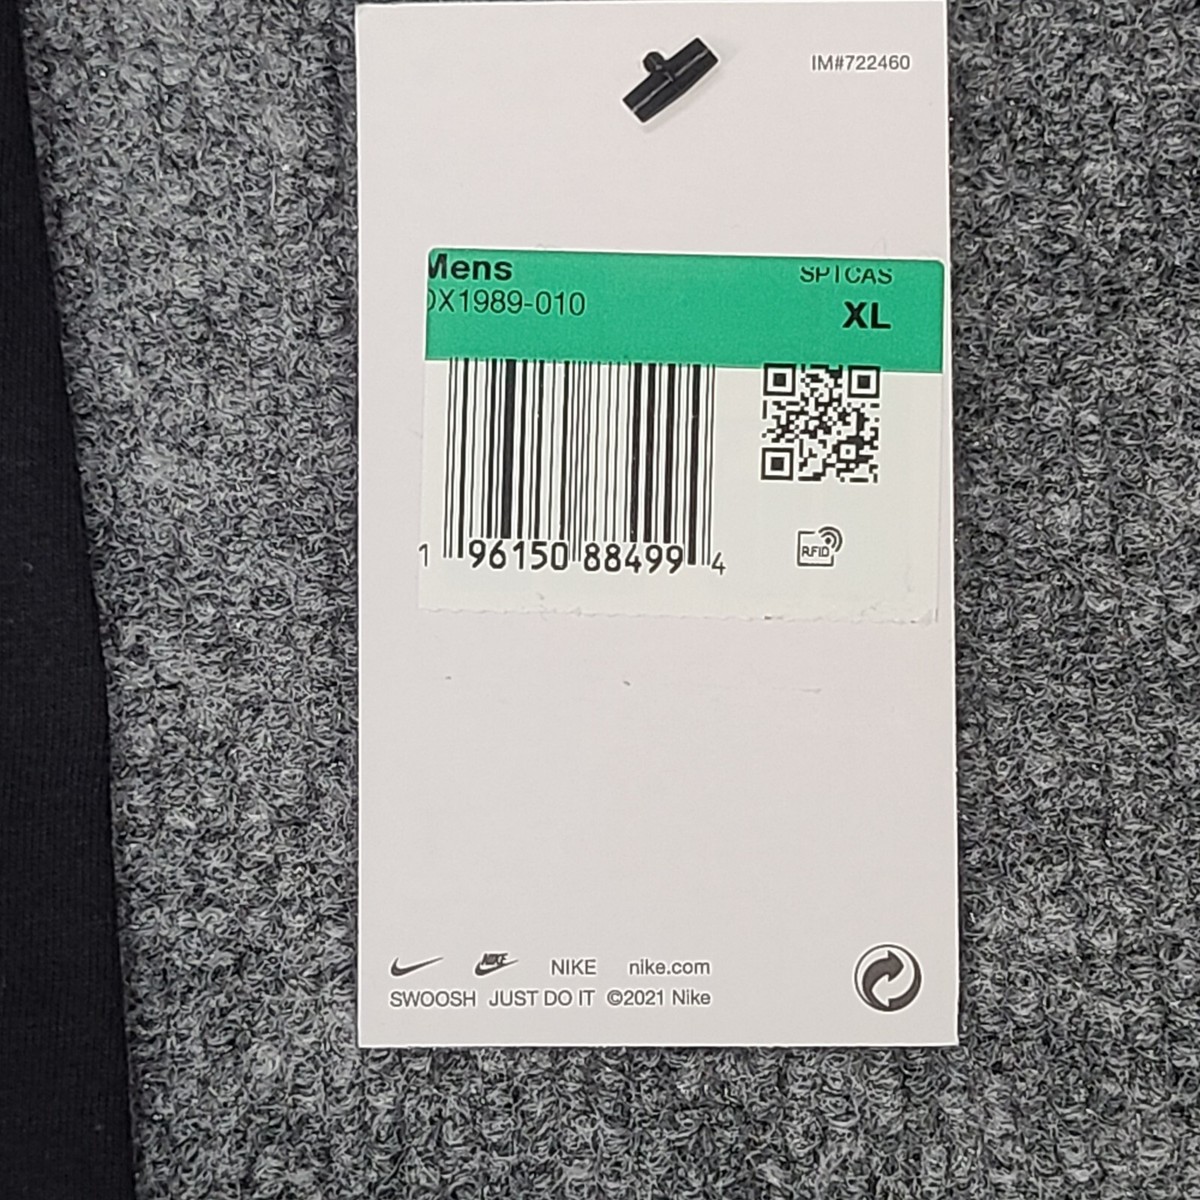 IM#722460
Mens SPTCAS
DX1989-010 XL
1 96150 88499 4
RFID
NIKE NIKE nike.com
SWOOSH JUST DO IT ©2021 Nike